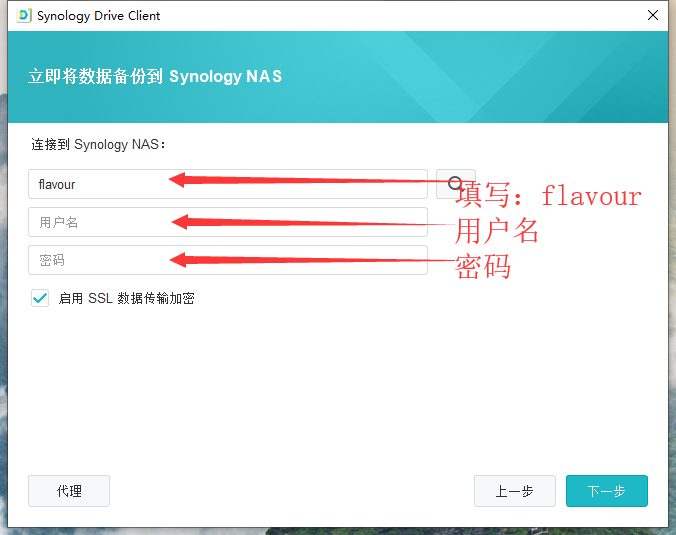 Synology Drive Client
立即将数据备份到 Synology NAS
连接到 Synology NAS：
flavour
填写：flavour
用户名
用户名
密码
密码
启用 SSL 数据传输加密
代理
上一步
下一步